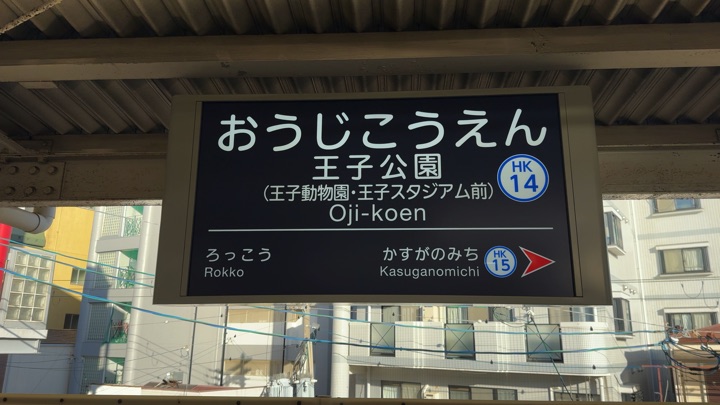 おうじこうえん
王子公園
(王子動物園・王子スタジアム前)
Oji-koen
HK
14
ろっこう
Rokko
かすがのみち
Kasuganomichi
HK
15